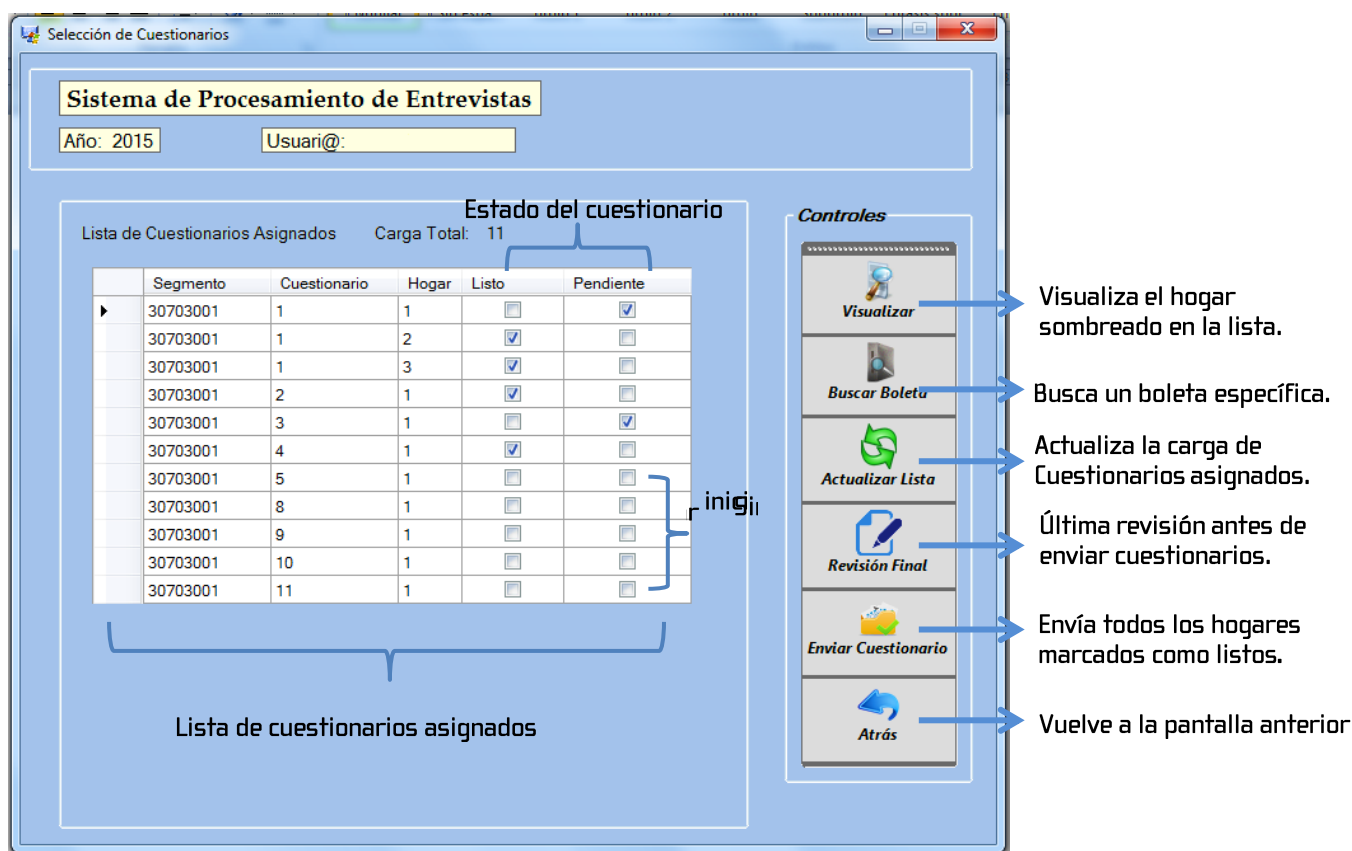 Selección de Cuestionarios
Sistema de Procesamiento de Entrevistas
Año: 2015
Usuari@:
Estado del cuestionario
Lista de Cuestionarios Asignados Carga Total: 11
Segmento Cuestionario Hogar Listo Pendiente
30703001 1 1
30703001 1 2
30703001 1 3
30703001 2 1
30703001 3 1
30703001 4 1
30703001 5 1
30703001 8 1
30703001 9 1
30703001 10 1
30703001 11 1
Lista de cuestionarios asignados
Controles
Visualizar
Visualiza el hogar
sombreado en la lista.
Buscar Boleta
Busca un boleta específica.
Actualizar Lista
Actualiza la carga de
Cuestionarios asignados.
Revisión Final
Última revisión antes de
enviar cuestionarios.
Enviar Cuestionario
Envía todos los hogares
marcados como listos.
Atrás
Vuelve a la pantalla anterior